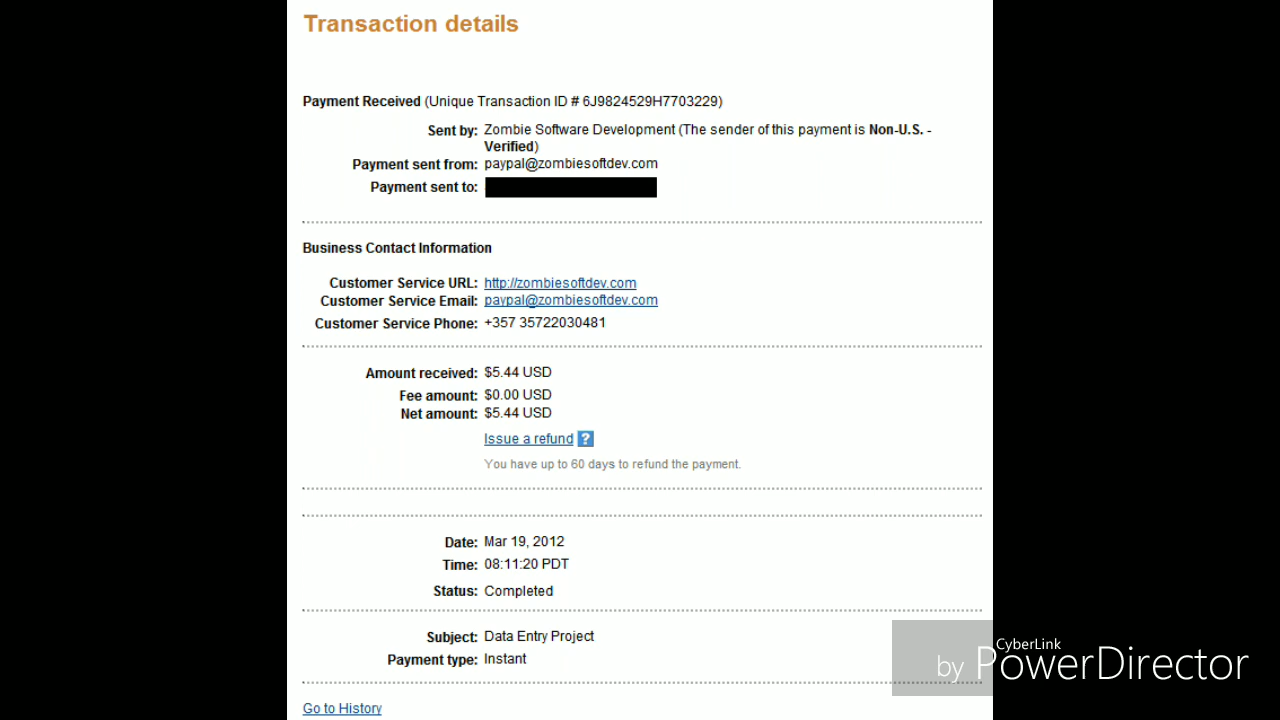 Transaction details
Payment Received (Unique Transaction ID # 6J9824529H7703229)
Sent by: Zombie Software Development (The sender of this payment is Non-U.S. -
Verified)
Payment sent from: paypal@zombiesoftdev.com
Payment sent to:
Business Contact Information
Customer Service URL: http://zombiesoftdev.com
Customer Service Email: paypal@zombiesoftdev.com
Customer Service Phone: +357 35722030481
Amount received: $5.44 USD
Fee amount: $0.00 USD
Net amount: $5.44 USD
Issue a refund ?
You have up to 60 days to refund the payment.
Date: Mar 19, 2012
Time: 08:11:20 PDT
Status: Completed
Subject: Data Entry Project
Payment type: Instant
Go to History
CyberLink
by PowerDirector